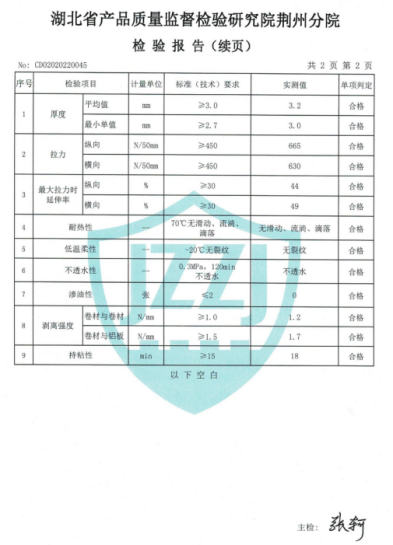 湖北省产品质量监督检验研究院荆州分院
检 验 报 告（续页）
No: CD02020220045 共 2 页 第 2 页
序号 检验项目 计量单位 标准（技术）要求 实测值 单项判定
1 厚度 平均值 mm ≥3.0 3.2 合格
最小单值 mm ≥2.7 3.0 合格
2 拉力 纵向 N/50mm ≥450 665 合格
横向 N/50mm ≥450 630 合格
3 最大拉力时延伸率 纵向 % ≥30 44 合格
横向 % ≥30 49 合格
4 耐热性 — 70℃无滑动、流淌、滴落 无滑动、流淌、滴落 合格
5 低温柔性 — -20℃无裂纹 无裂纹 合格
6 不透水性 — 0.3MPa，120min 不透水 不透水 合格
7 渗油性 张 ≤2 0 合格
8 剥离强度 卷材与卷材 N/mm ≥1.0 1.2 合格
卷材与铝板 N/mm ≥1.5 1.7 合格
9 持粘性 min ≥15 18 合格
以 下 空 白
JZZJ
主检: 张轲